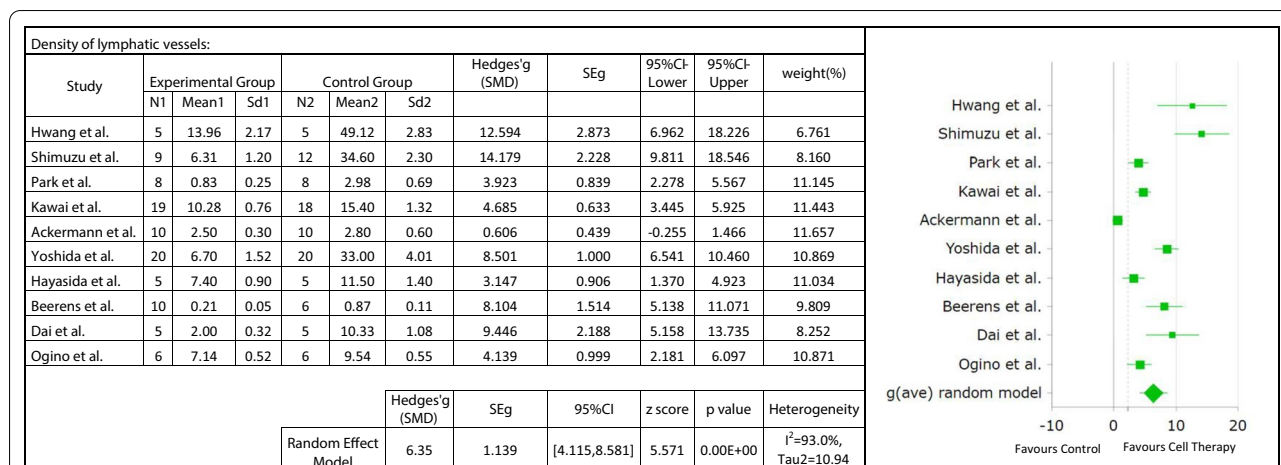 Density of lymphatic vessels:
Study Experimental Group Control Group Hedges'g (SMD) SEg 95%CI-Lower 95%CI-Upper weight(%)
N1 Mean1 Sd1 N2 Mean2 Sd2
Hwang et al. 5 13.96 2.17 5 49.12 2.83 12.594 2.873 6.962 18.226 6.761
Shimuzu et al. 9 6.31 1.20 12 34.60 2.30 14.179 2.228 9.811 18.546 8.160
Park et al. 8 0.83 0.25 8 2.98 0.69 3.923 0.839 2.278 5.567 11.145
Kawai et al. 19 10.28 0.76 18 15.40 1.32 4.685 0.633 3.445 5.925 11.443
Ackermann et al. 10 2.50 0.30 10 2.80 0.60 0.606 0.439 -0.255 1.466 11.657
Yoshida et al. 20 6.70 1.52 20 33.00 4.01 8.501 1.000 6.541 10.460 10.869
Hayasida et al. 5 7.40 0.90 5 11.50 1.40 3.147 0.906 1.370 4.923 11.034
Beerens et al. 10 0.21 0.05 6 0.87 0.11 8.104 1.514 5.138 11.071 9.809
Dai et al. 5 2.00 0.32 5 10.33 1.08 9.446 2.188 5.158 13.735 8.252
Ogino et al. 6 7.14 0.52 6 9.54 0.55 4.139 0.999 2.181 6.097 10.871
Hedges'g (SMD) SEg 95%CI z score p value Heterogeneity
Random Effect Model 6.35 1.139 [4.115,8.581] 5.571 0.00E+00 I²=93.0%, Tau2=10.94
Hwang et al.
Shimuzu et al.
Park et al.
Kawai et al.
Ackermann et al.
Yoshida et al.
Hayasida et al.
Beerens et al.
Dai et al.
Ogino et al.
g(ave) random model
-10 0 10 20
Favours Control Favours Cell Therapy